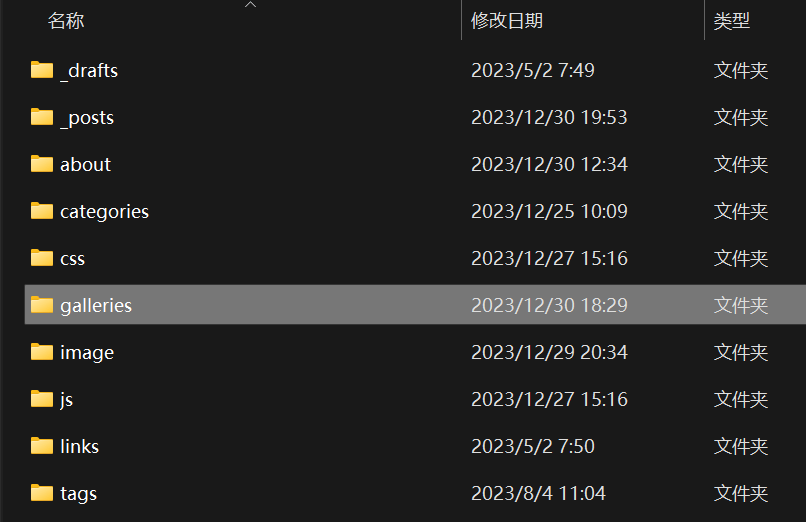 名称 修改日期 类型
_drafts 2023/5/2 7:49 文件夹
_posts 2023/12/30 19:53 文件夹
about 2023/12/30 12:34 文件夹
categories 2023/12/25 10:09 文件夹
css 2023/12/27 15:16 文件夹
galleries 2023/12/30 18:29 文件夹
image 2023/12/29 20:34 文件夹
js 2023/12/27 15:16 文件夹
links 2023/5/2 7:50 文件夹
tags 2023/8/4 11:04 文件夹